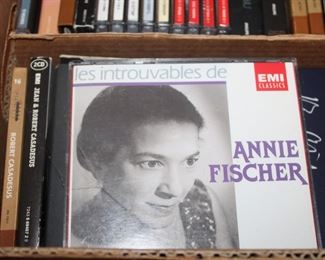 les introuvables de
EMI
CLASSICS
ANNIE
FISCHER
ROBERT CASADESUS
2CD
EMI
JEAN & ROBERT CASADESUS